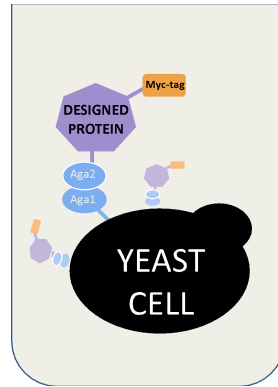 Myc-tag
DESIGNED
PROTEIN
Aga2
Aga1
YEAST
CELL